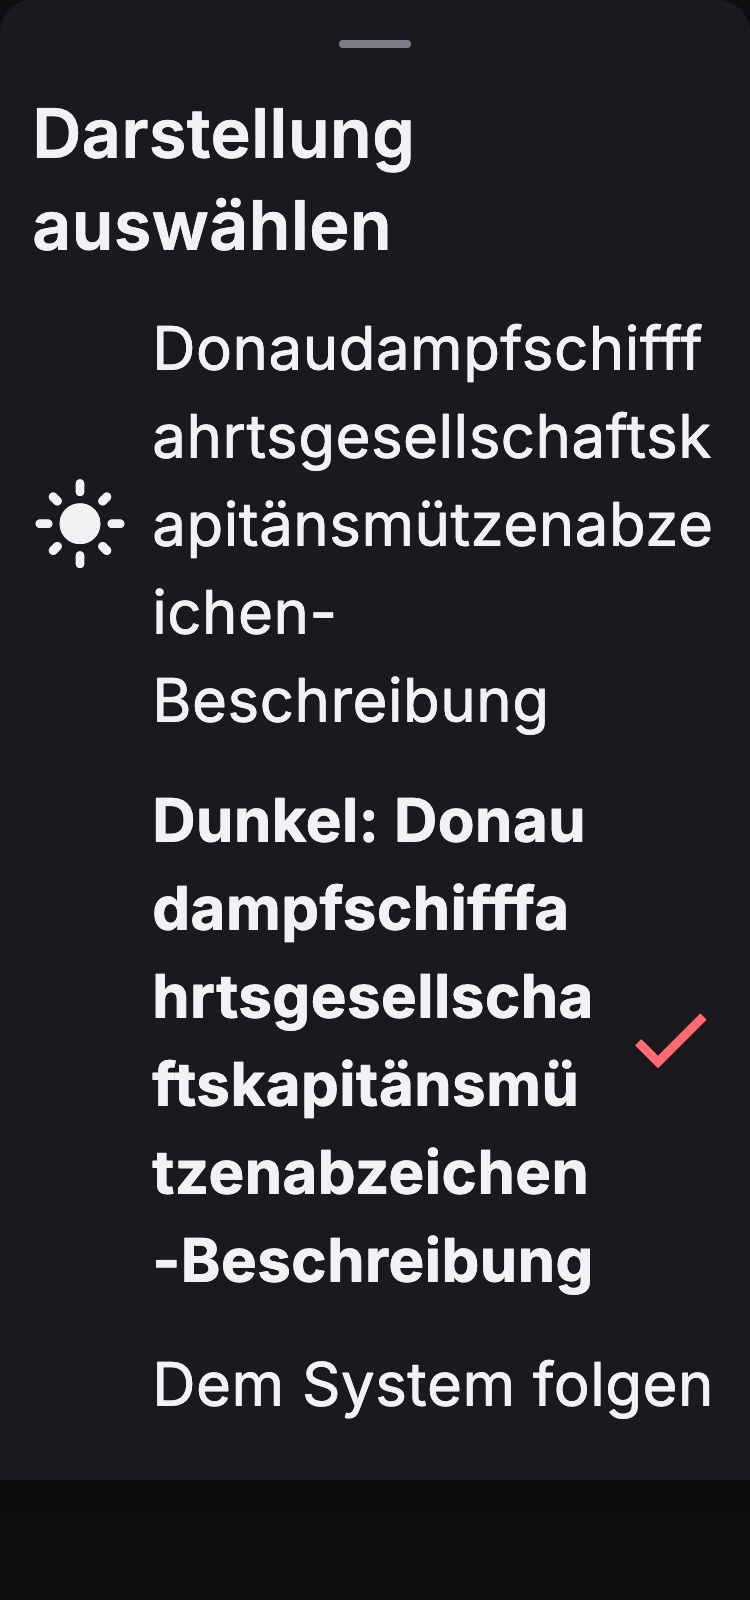 Darstellung
auswählen
Donaudampfschifff
ahrtsgesellschaftsk
apitänsmützenabze
ichen-
Beschreibung
Dunkel: Donau
dampfschifffa
hrtsgesellscha
ftskapitänsmü
tzenabzeichen
-Beschreibung
Dem System folgen